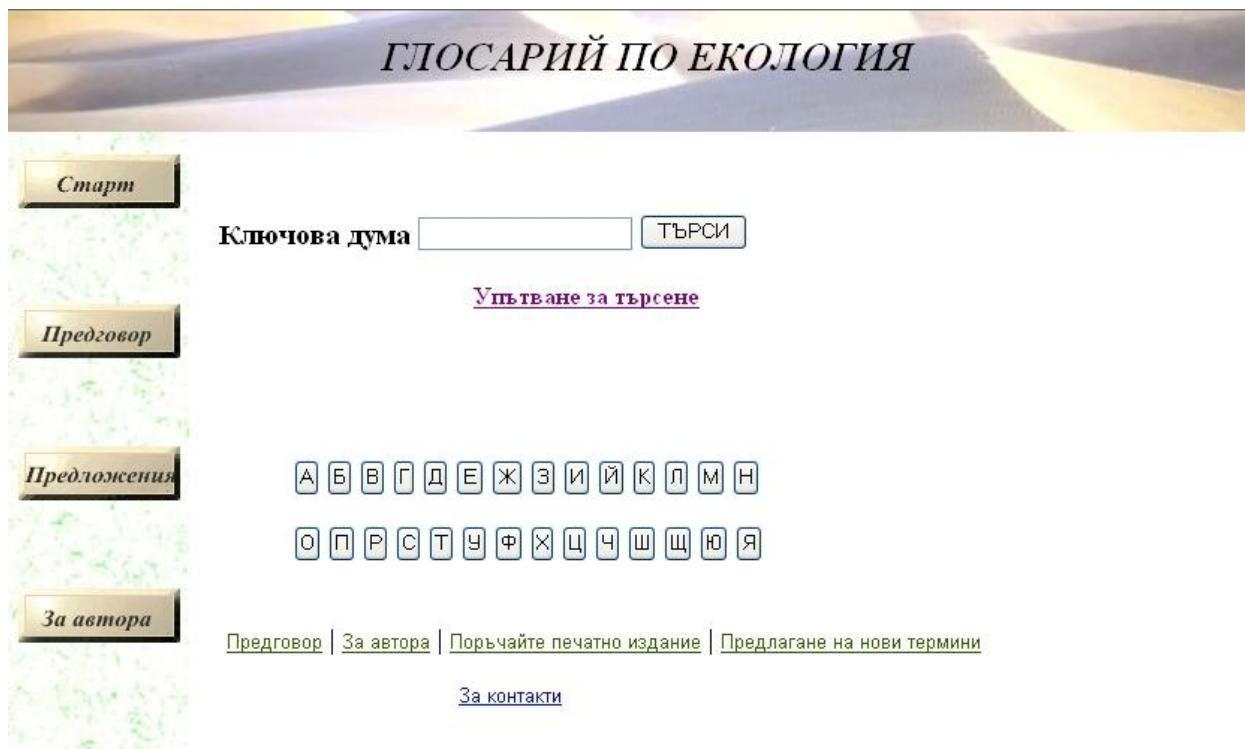 ГЛОСАРИЙ ПО ЕКОЛОГИЯ
Старт
Ключова дума ТЪРСИ
Упътване за търсене
Предговор
Предложения
А Б В Г Д Е Ж З И Й К Л М Н
О П Р С Т У Ф Х Ц Ч Ш Щ Ю Я
За автора
Предговор | За автора | Поръчайте печатно издание | Предлагане на нови термини
За контакти